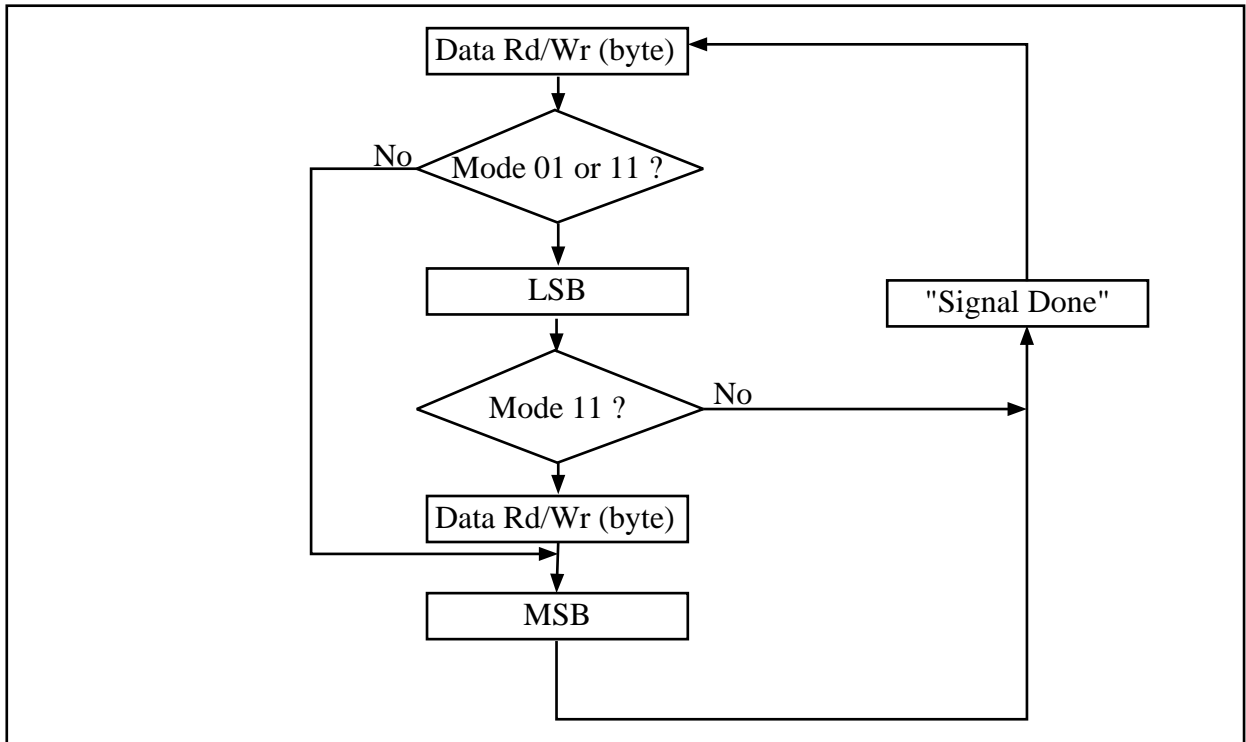 Data Rd/Wr (byte)
No
Mode 01 or 11 ?
LSB
"Signal Done"
Mode 11 ?
No
Data Rd/Wr (byte)
MSB